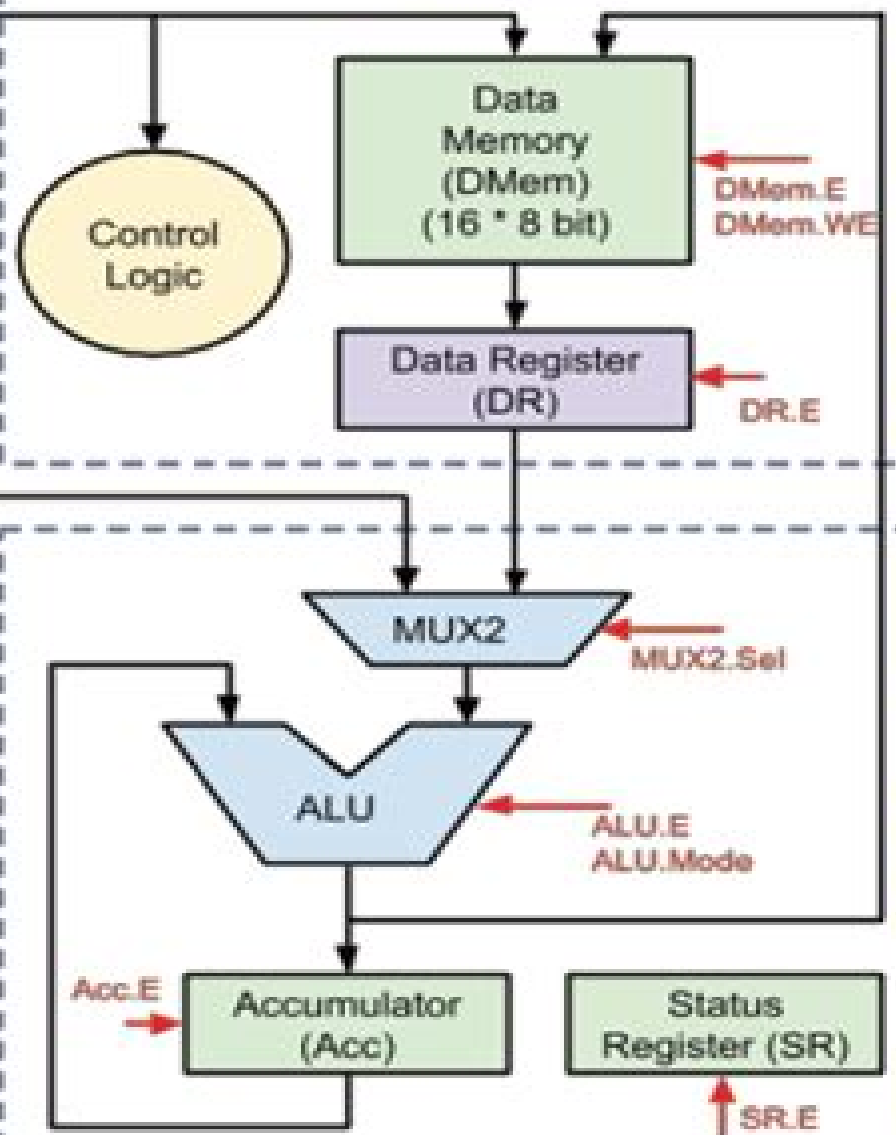 Data
Memory
(DMem)
(16 * 8 bit)
DMem.E
DMem.WE
Control
Logic
Data Register
(DR)
DR.E
MUX2
MUX2.Sel
ALU
ALU.E
ALU.Mode
Acc.E
Accumulator
(Acc)
Status
Register (SR)
SR.E